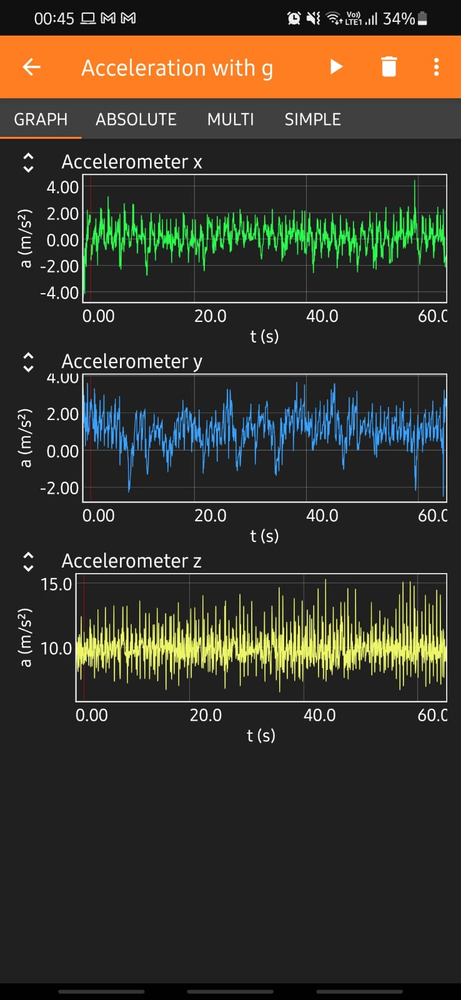 00:45 Vo)) LTE1 34%
Acceleration with g
GRAPH ABSOLUTE MULTI SIMPLE
Accelerometer x
4.00
2.00
0.00
-2.00
-4.00
a (m/s²)
0.00 20.0 40.0 60.0
t (s)
Accelerometer y
4.00
2.00
0.00
-2.00
a (m/s²)
0.00 20.0 40.0 60.0
t (s)
Accelerometer z
15.0
10.0
a (m/s²)
0.00 20.0 40.0 60.0
t (s)